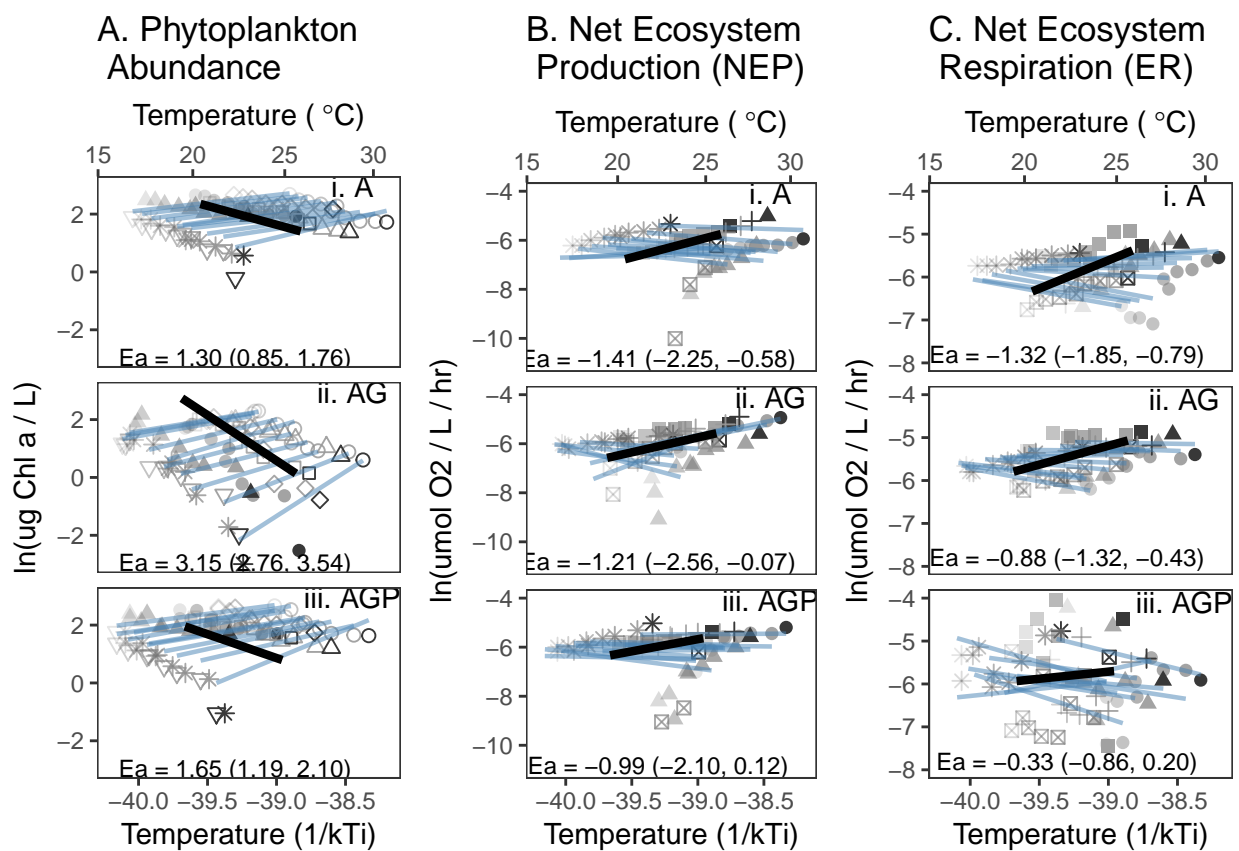 A. Phytoplankton
Abundance
Temperature ( °C)
15 20 25 30
i. A
2
0
−2
Ea = 1.30 (0.85, 1.76)
ii. AG
2
0
−2
Ea = 3.15 (2.76, 3.54)
iii. AGP
2
0
−2
Ea = 1.65 (1.19, 2.10)
−40.0 −39.5 −39.0 −38.5
Temperature (1/kTi)
ln(ug Chl a / L)
B. Net Ecosystem
Production (NEP)
Temperature ( °C)
15 20 25 30
i. A
−4
−6
−8
−10
Ea = −1.41 (−2.25, −0.58)
ii. AG
−4
−6
−8
−10
Ea = −1.21 (−2.56, −0.07)
iii. AGP
−4
−6
−8
−10
Ea = −0.99 (−2.10, 0.12)
−40.0 −39.5 −39.0 −38.5
Temperature (1/kTi)
ln(umol O2 / L / hr)
C. Net Ecosystem
Respiration (ER)
Temperature ( °C)
15 20 25 30
i. A
−4
−5
−6
−7
−8
Ea = −1.32 (−1.85, −0.79)
ii. AG
−4
−5
−6
−7
−8
Ea = −0.88 (−1.32, −0.43)
iii. AGP
−4
−5
−6
−7
−8
Ea = −0.33 (−0.86, 0.20)
−40.0 −39.5 −39.0 −38.5
Temperature (1/kTi)
ln(umol O2 / L / hr)